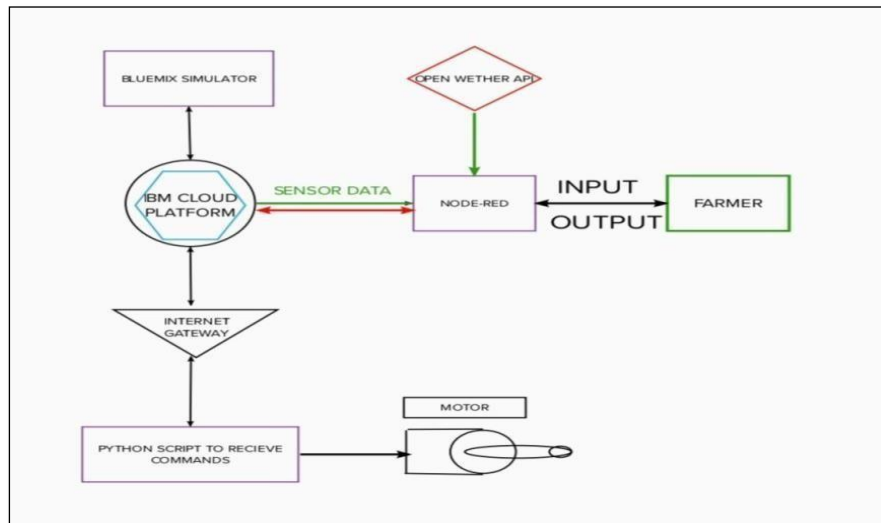 BLUEMIX SIMULATOR
OPEN WETHER API
IBM CLOUD
PLATFORM
SENSOR DATA
NODE-RED
INPUT
OUTPUT
FARMER
INTERNET
GATEWAY
MOTOR
PYTHON SCRIPT TO RECIEVE
COMMANDS